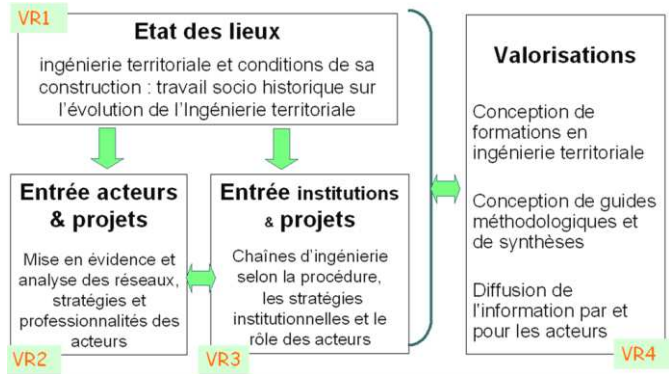 VR1
Etat des lieux
ingénierie territoriale et conditions de sa
construction : travail socio historique sur
l'évolution de l'Ingénierie territoriale
Entrée acteurs
& projets
Mise en évidence et
analyse des réseaux,
stratégies et
professionnalités des
acteurs
VR2
Entrée institutions
& projets
Chaînes d'ingénierie
selon la procédure,
les stratégies
institutionnelles et le
rôle des acteurs
VR3
Valorisations
Conception de
formations en
ingénierie territoriale
Conception de guides
méthodologiques et
de synthèses
Diffusion de
l'information par et
pour les acteurs
VR4